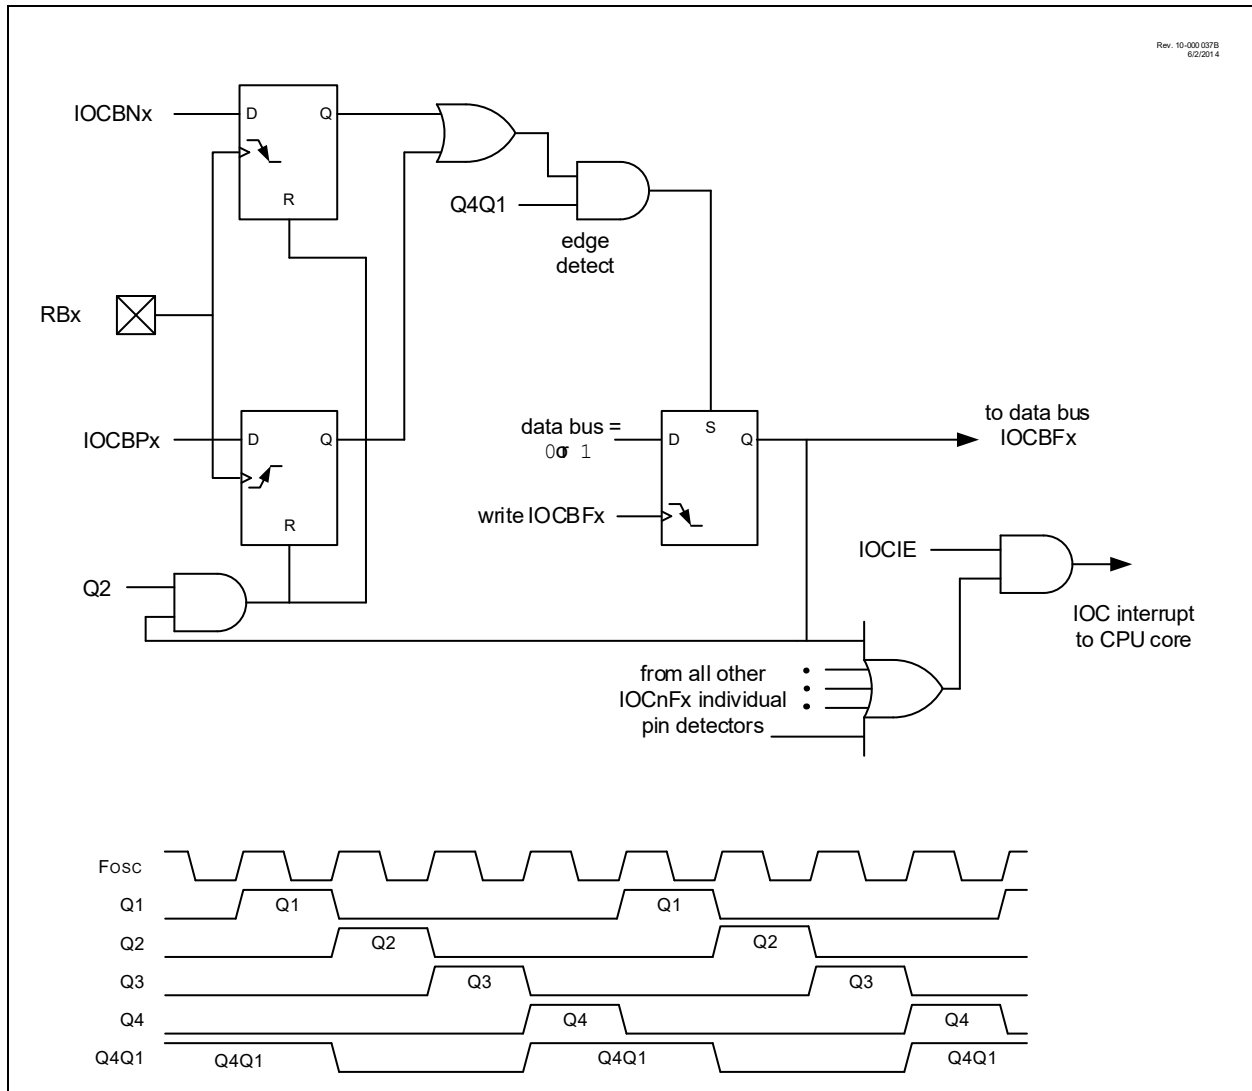 Rev. 10-000 037B
6/2/2014
IOCBNx
D
Q
R
Q4Q1
edge
detect
RBx
IOCBPx
D
Q
R
data bus =
0 or 1
D
S
Q
to data bus
IOCBFx
write IOCBFx
IOCIE
Q2
IOC interrupt
to CPU core
from all other
IOCnFx individual
pin detectors
FOSC
Q1
Q1
Q1
Q2
Q2
Q2
Q3
Q3
Q3
Q4
Q4
Q4
Q4Q1
Q4Q1
Q4Q1
Q4Q1